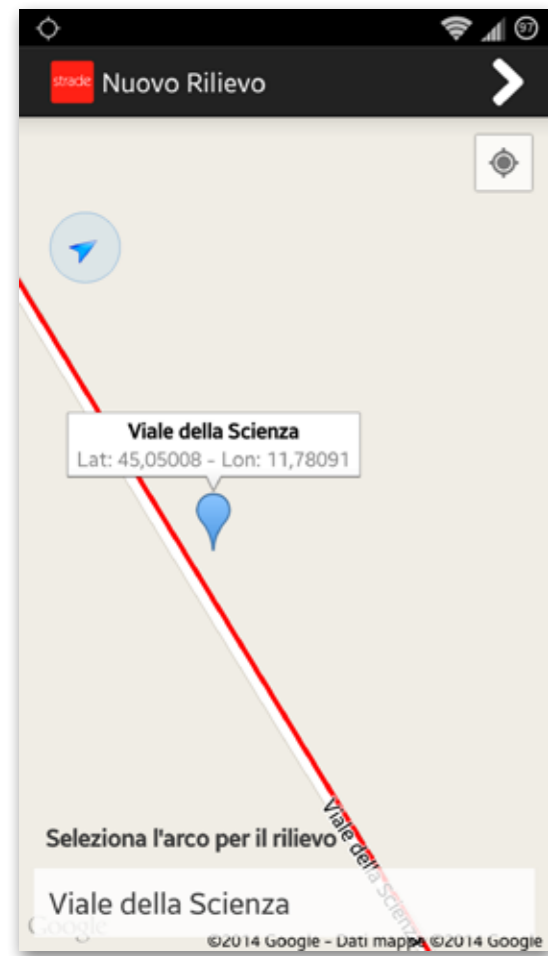 97
strade
Nuovo Rilievo
Viale della Scienza
Lat: 45,05008 - Lon: 11,78091
Viale della Scienza
Seleziona l'arco per il rilievo
Viale della Scienza
Google
©2014 Google - Dati mappa ©2014 Google